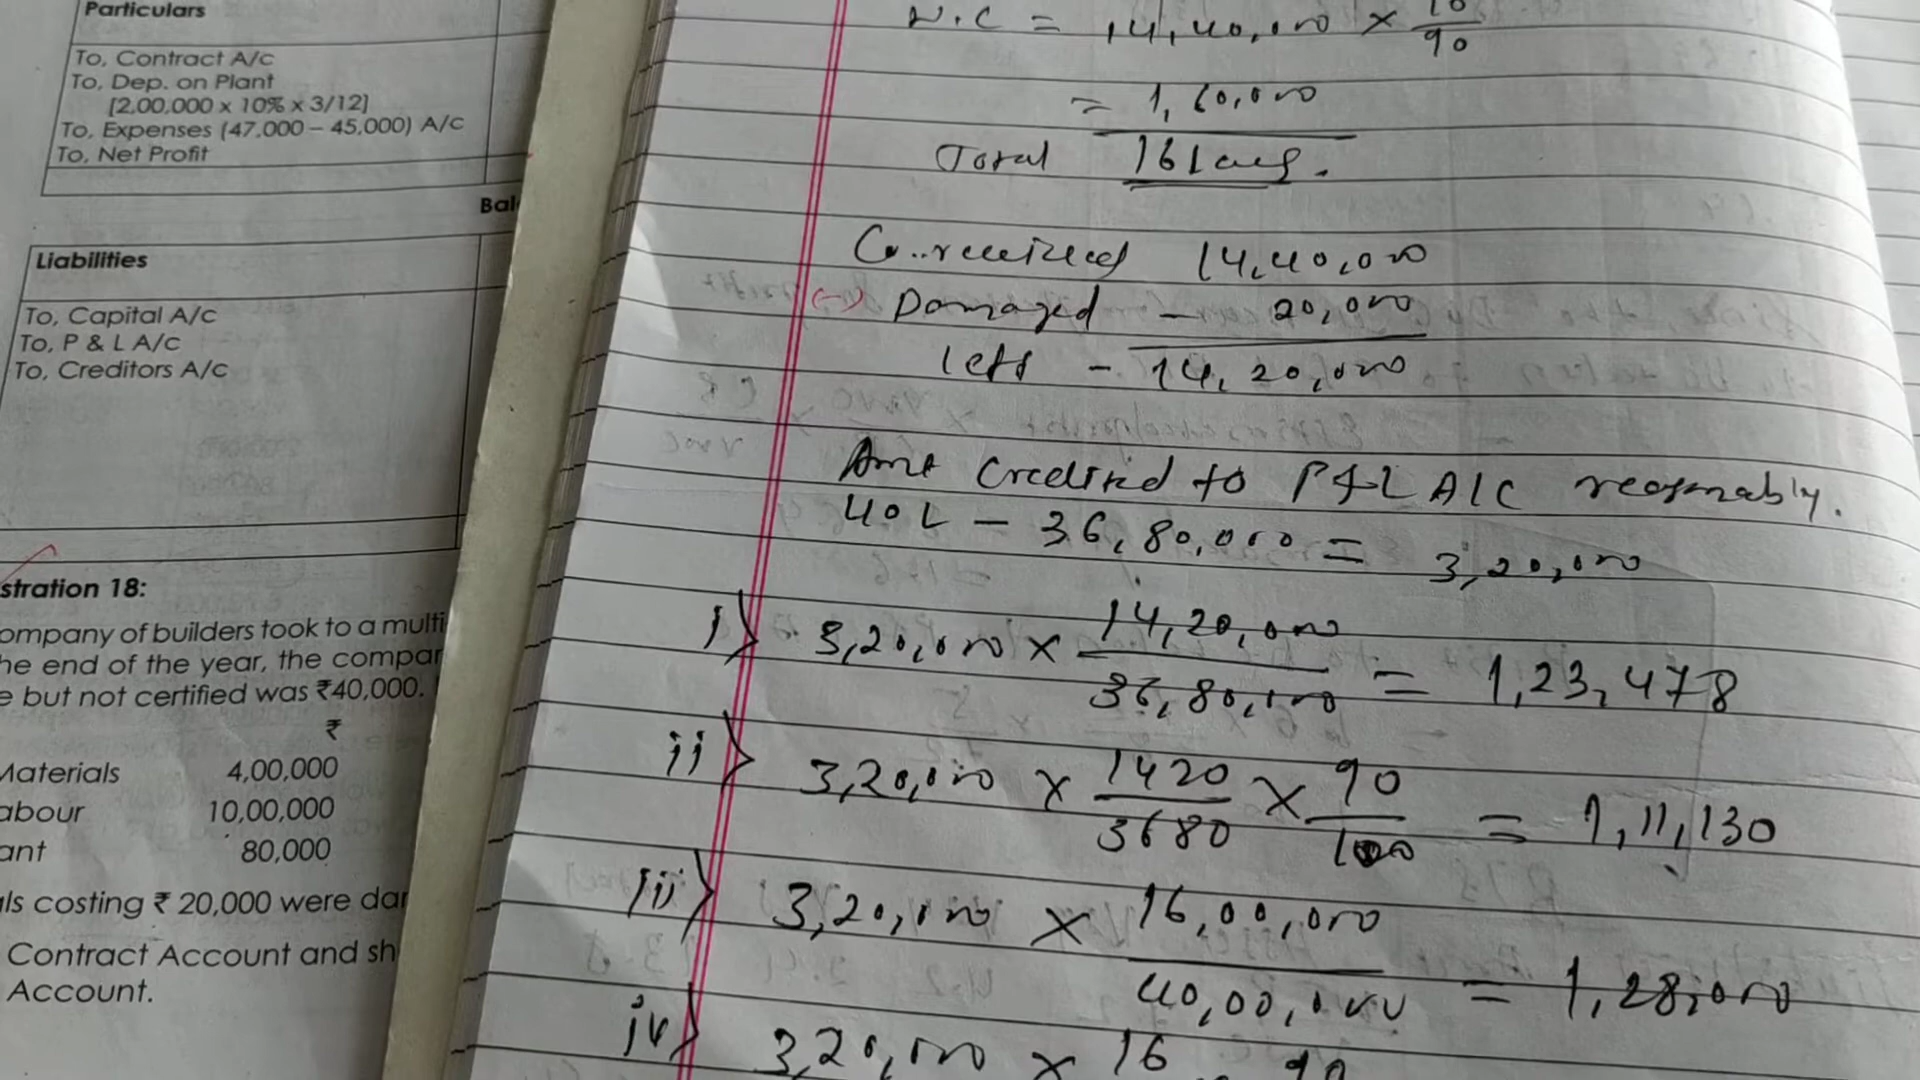 Particulars
To, Contract A/c
To, Dep. on Plant
[2,00,000 x 10% x 3/12]
To, Expenses (47,000 – 45,000) A/c
To, Net Profit
Bal
Liabilities
To, Capital A/c
To, P & L A/c
To, Creditors A/c
stration 18:
ompany of builders took to a multi
he end of the year, the compar
e but not certified was ₹40,000.
₹
Materials 4,00,000
abour 10,00,000
ant 80,000
ls costing ₹ 20,000 were dar
Contract Account and sh
Account.
N.C = 14,40,000 × 10/90
= 1,60,000
Total 16 Lacs.
received 14,40,000
(-) Damaged - 20,000
left - 14,20,000
Amt Credited to P&L A/C reasonably.
40L - 36,80,000 = 3,20,000
i) 3,20,000 × 14,20,000/36,80,000 = 1,23,478
ii) 3,20,000 × 1420/3680 × 90/100 = 1,11,130
iii) 3,20,000 × 16,00,000/40,00,000 = 1,28,000
iv) 3,20,000 × 16 90